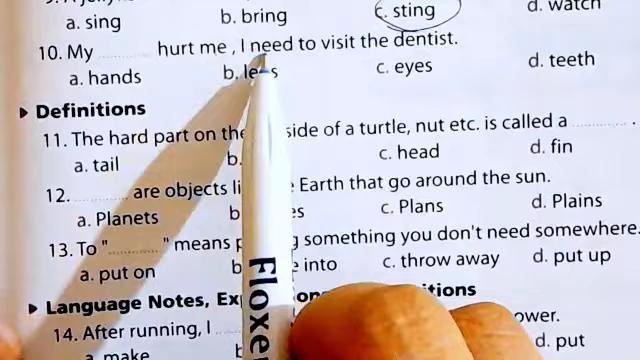 a. sing b. bring c. sting d. watch
10. My ............ hurt me , I need to visit the dentist.
a. hands b. c. eyes d. teeth
Definitions
11. The hard part on the side of a turtle, nut etc. is called a ............ .
a. tail b. c. head d. fin
12. ............ are objects Earth that go around the sun.
a. Planets b c. Plans d. Plains
13. To "............" means something you don't need somewhere.
a. put on b into c. throw away d. put up
Language Notes,
14. After running, I
a. make d. put
Floxe